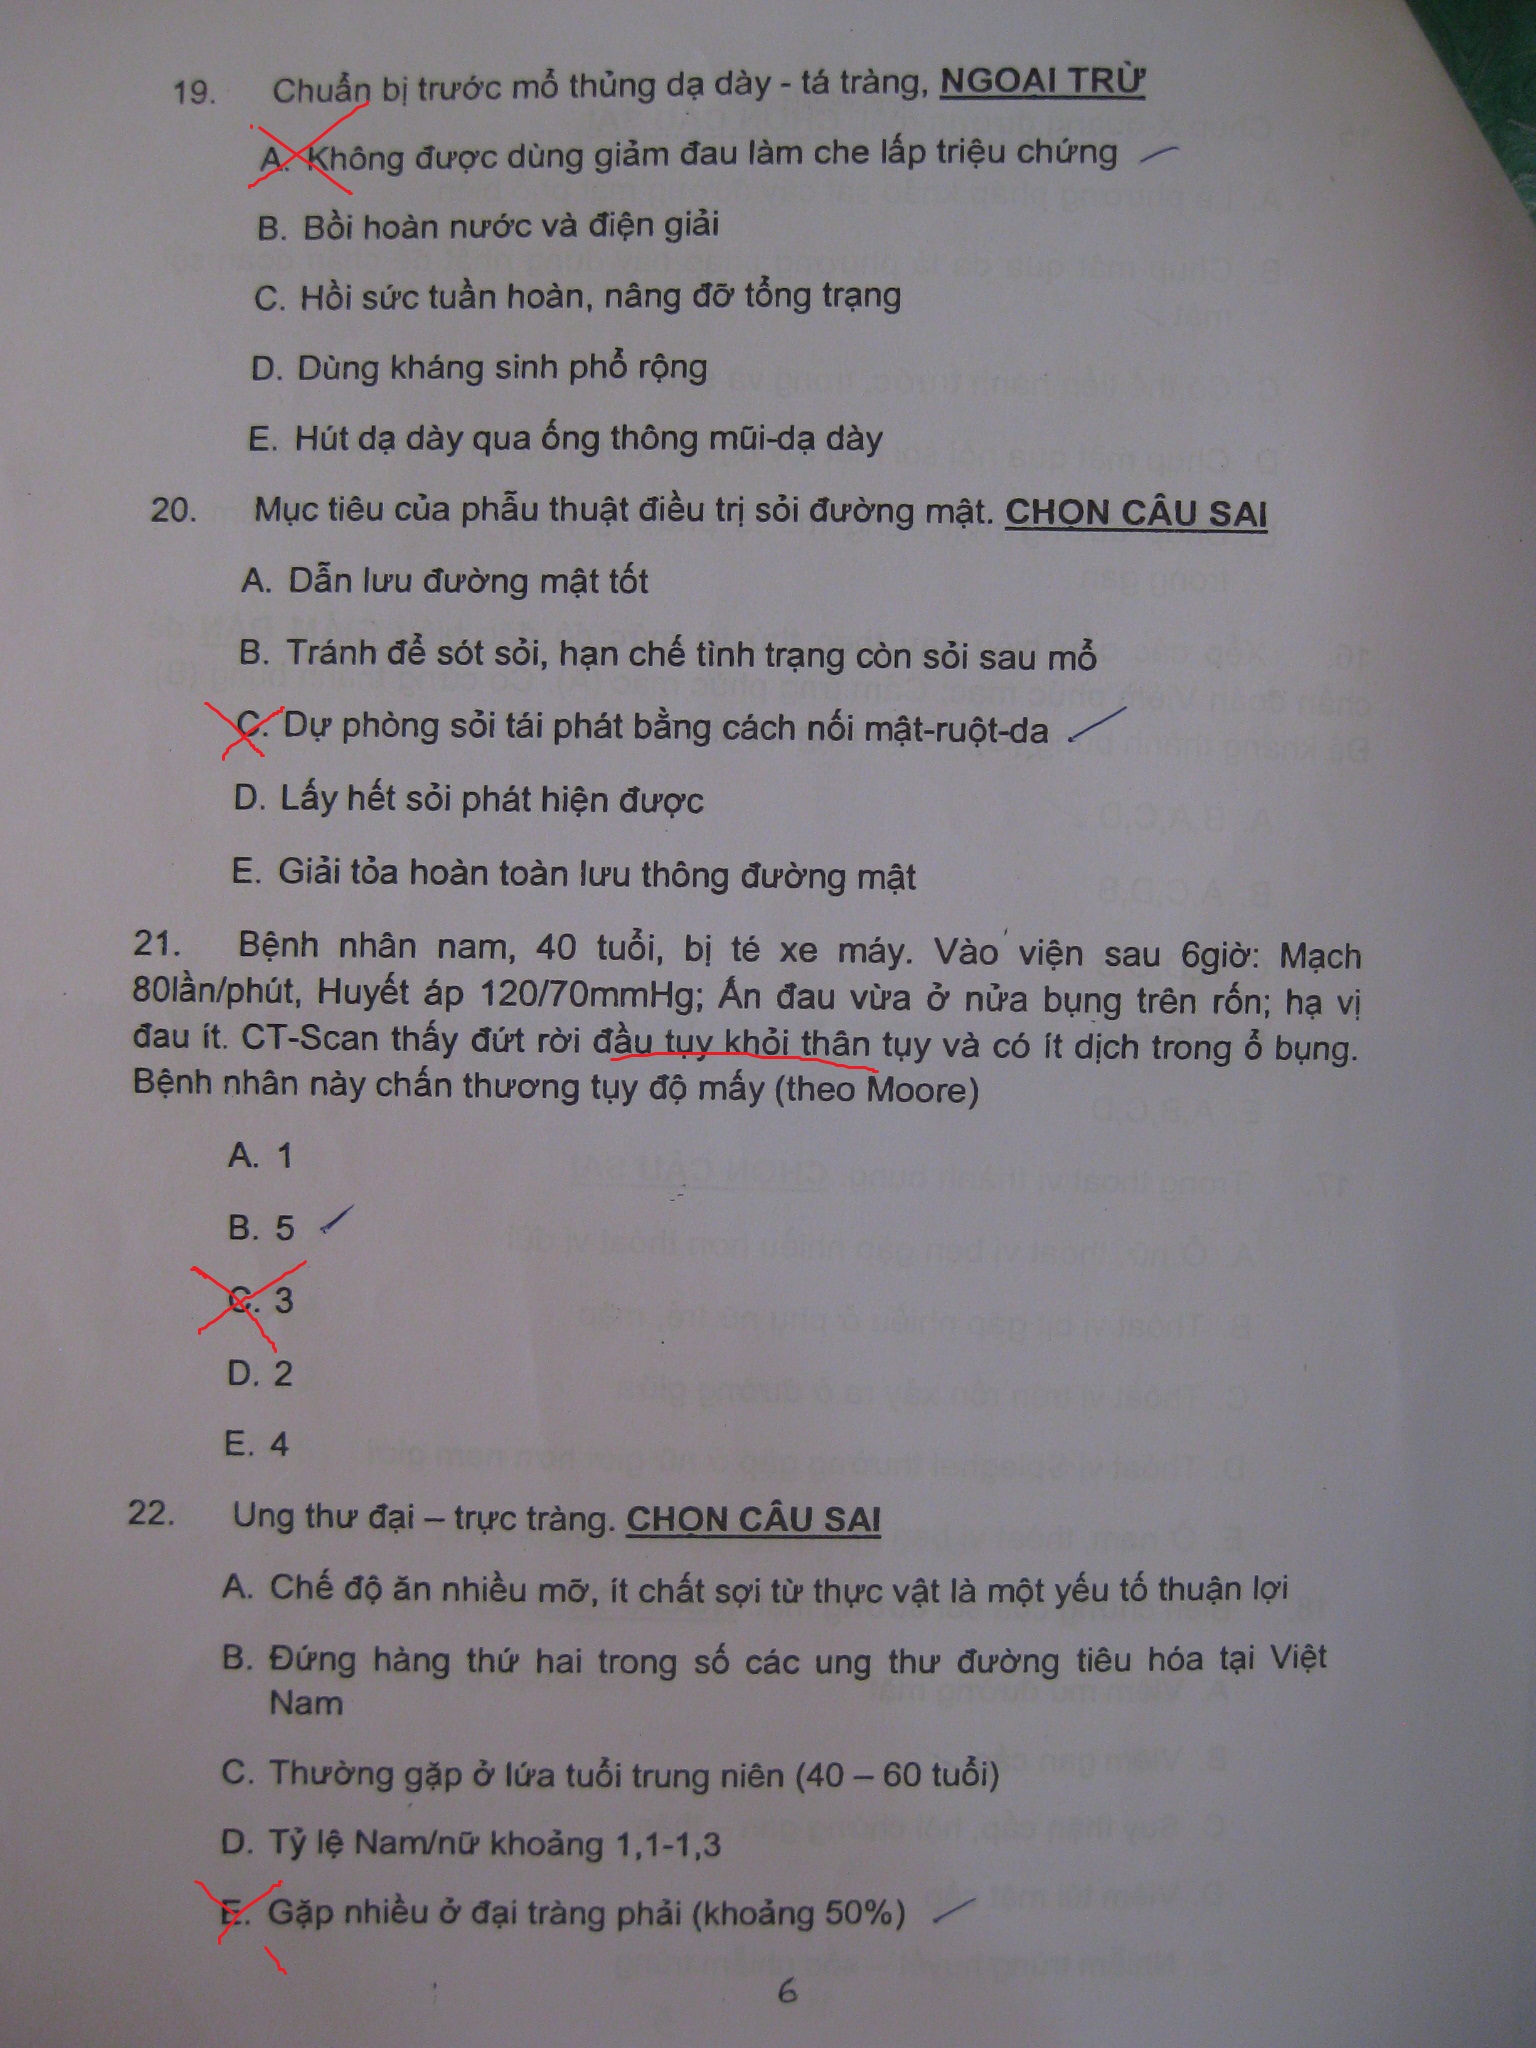 19. Chuẩn bị trước mổ thủng dạ dày - tá tràng, NGOẠI TRỪ
A. Không được dùng giảm đau làm che lấp triệu chứng
B. Bồi hoàn nước và điện giải
C. Hồi sức tuần hoàn, nâng đỡ tổng trạng
D. Dùng kháng sinh phổ rộng
E. Hút dạ dày qua ống thông mũi-dạ dày
20. Mục tiêu của phẫu thuật điều trị sỏi đường mật. CHỌN CÂU SAI
A. Dẫn lưu đường mật tốt
B. Tránh để sót sỏi, hạn chế tình trạng còn sỏi sau mổ
C. Dự phòng sỏi tái phát bằng cách nối mật-ruột-da
D. Lấy hết sỏi phát hiện được
E. Giải tỏa hoàn toàn lưu thông đường mật
21. Bệnh nhân nam, 40 tuổi, bị té xe máy. Vào viện sau 6giờ: Mạch
80lần/phút, Huyết áp 120/70mmHg; Ấn đau vừa ở nửa bụng trên rốn; hạ vị
đau ít. CT-Scan thấy đứt rời đầu tụy khỏi thân tụy và có ít dịch trong ổ bụng.
Bệnh nhân này chấn thương tụy độ mấy (theo Moore)
A. 1
B. 5
C. 3
D. 2
E. 4
22. Ung thư đại – trực tràng. CHỌN CÂU SAI
A. Chế độ ăn nhiều mỡ, ít chất sợi từ thực vật là một yếu tố thuận lợi
B. Đứng hàng thứ hai trong số các ung thư đường tiêu hóa tại Việt
Nam
C. Thường gặp ở lứa tuổi trung niên (40 – 60 tuổi)
D. Tỷ lệ Nam/nữ khoảng 1,1-1,3
E. Gặp nhiều ở đại tràng phải (khoảng 50%)
6